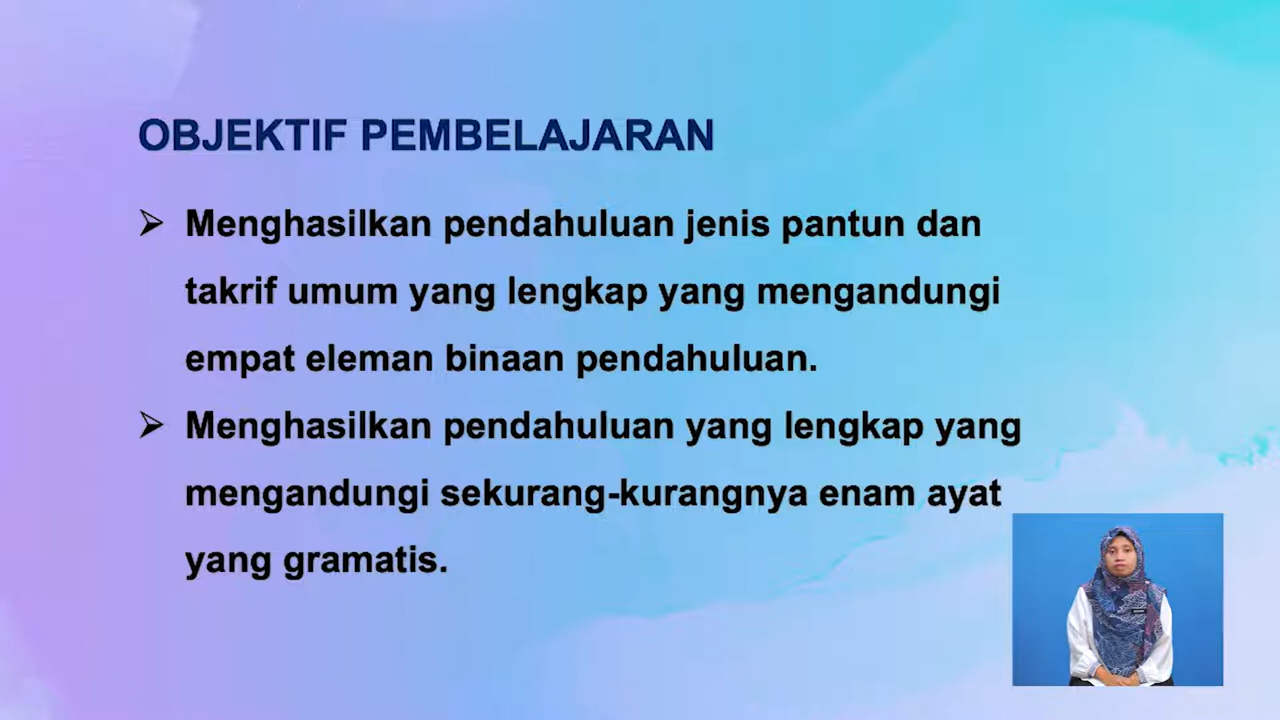 OBJEKTIF PEMBELAJARAN
Menghasilkan pendahuluan jenis pantun dan
takrif umum yang lengkap yang mengandungi
empat eleman binaan pendahuluan.
Menghasilkan pendahuluan yang lengkap yang
mengandungi sekurang-kurangnya enam ayat
yang gramatis.